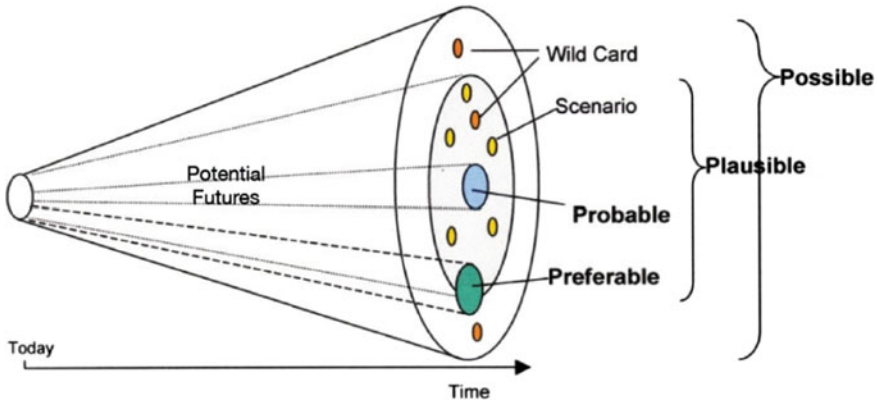 Wild Card
Possible
Scenario
Plausible
Potential
Futures
Probable
Preferable
Today
Time